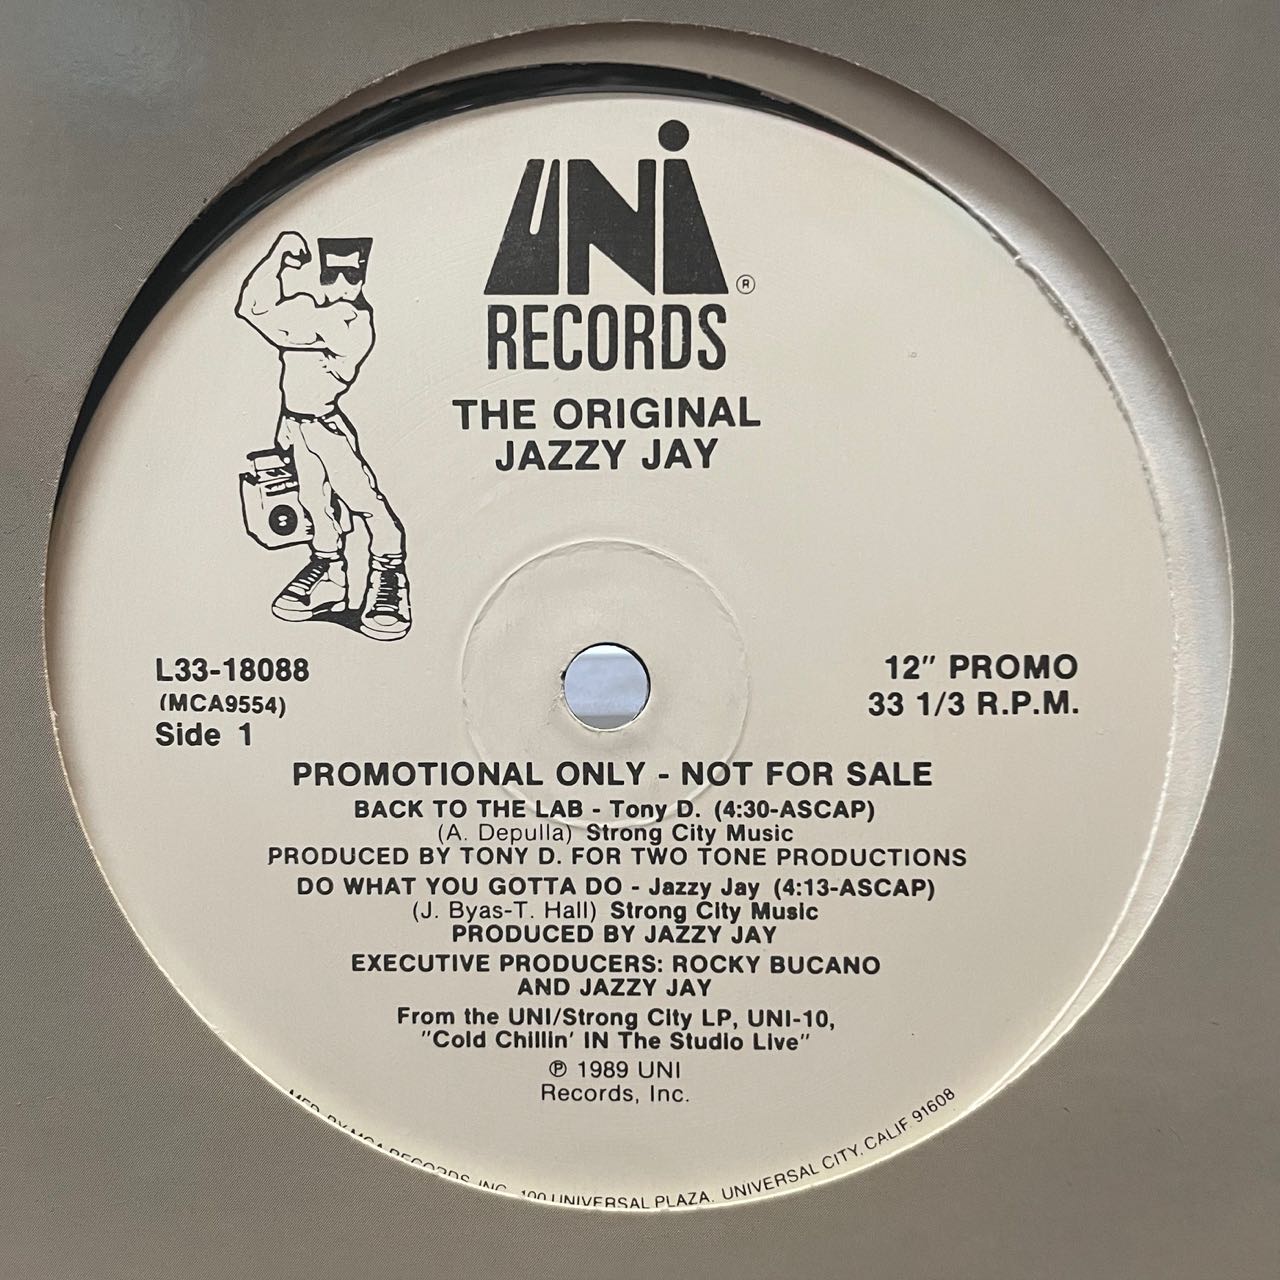 UNi ®
RECORDS
THE ORIGINAL
JAZZY JAY
L33-18088
(MCA9554)
Side 1
12" PROMO
33 1/3 R.P.M.
PROMOTIONAL ONLY - NOT FOR SALE
BACK TO THE LAB - Tony D. (4:30-ASCAP)
(A. Depulla) Strong City Music
PRODUCED BY TONY D. FOR TWO TONE PRODUCTIONS
DO WHAT YOU GOTTA DO - Jazzy Jay (4:13-ASCAP)
(J. Byas-T. Hall) Strong City Music
PRODUCED BY JAZZY JAY
EXECUTIVE PRODUCERS: ROCKY BUCANO
AND JAZZY JAY
From the UNI/Strong City LP, UNI-10,
"Cold Chillin' IN The Studio Live"
℗ 1989 UNI
Records, Inc.
MFD. BY MCA RECORDS INC. 100 UNIVERSAL PLAZA, UNIVERSAL CITY, CALIF. 91608